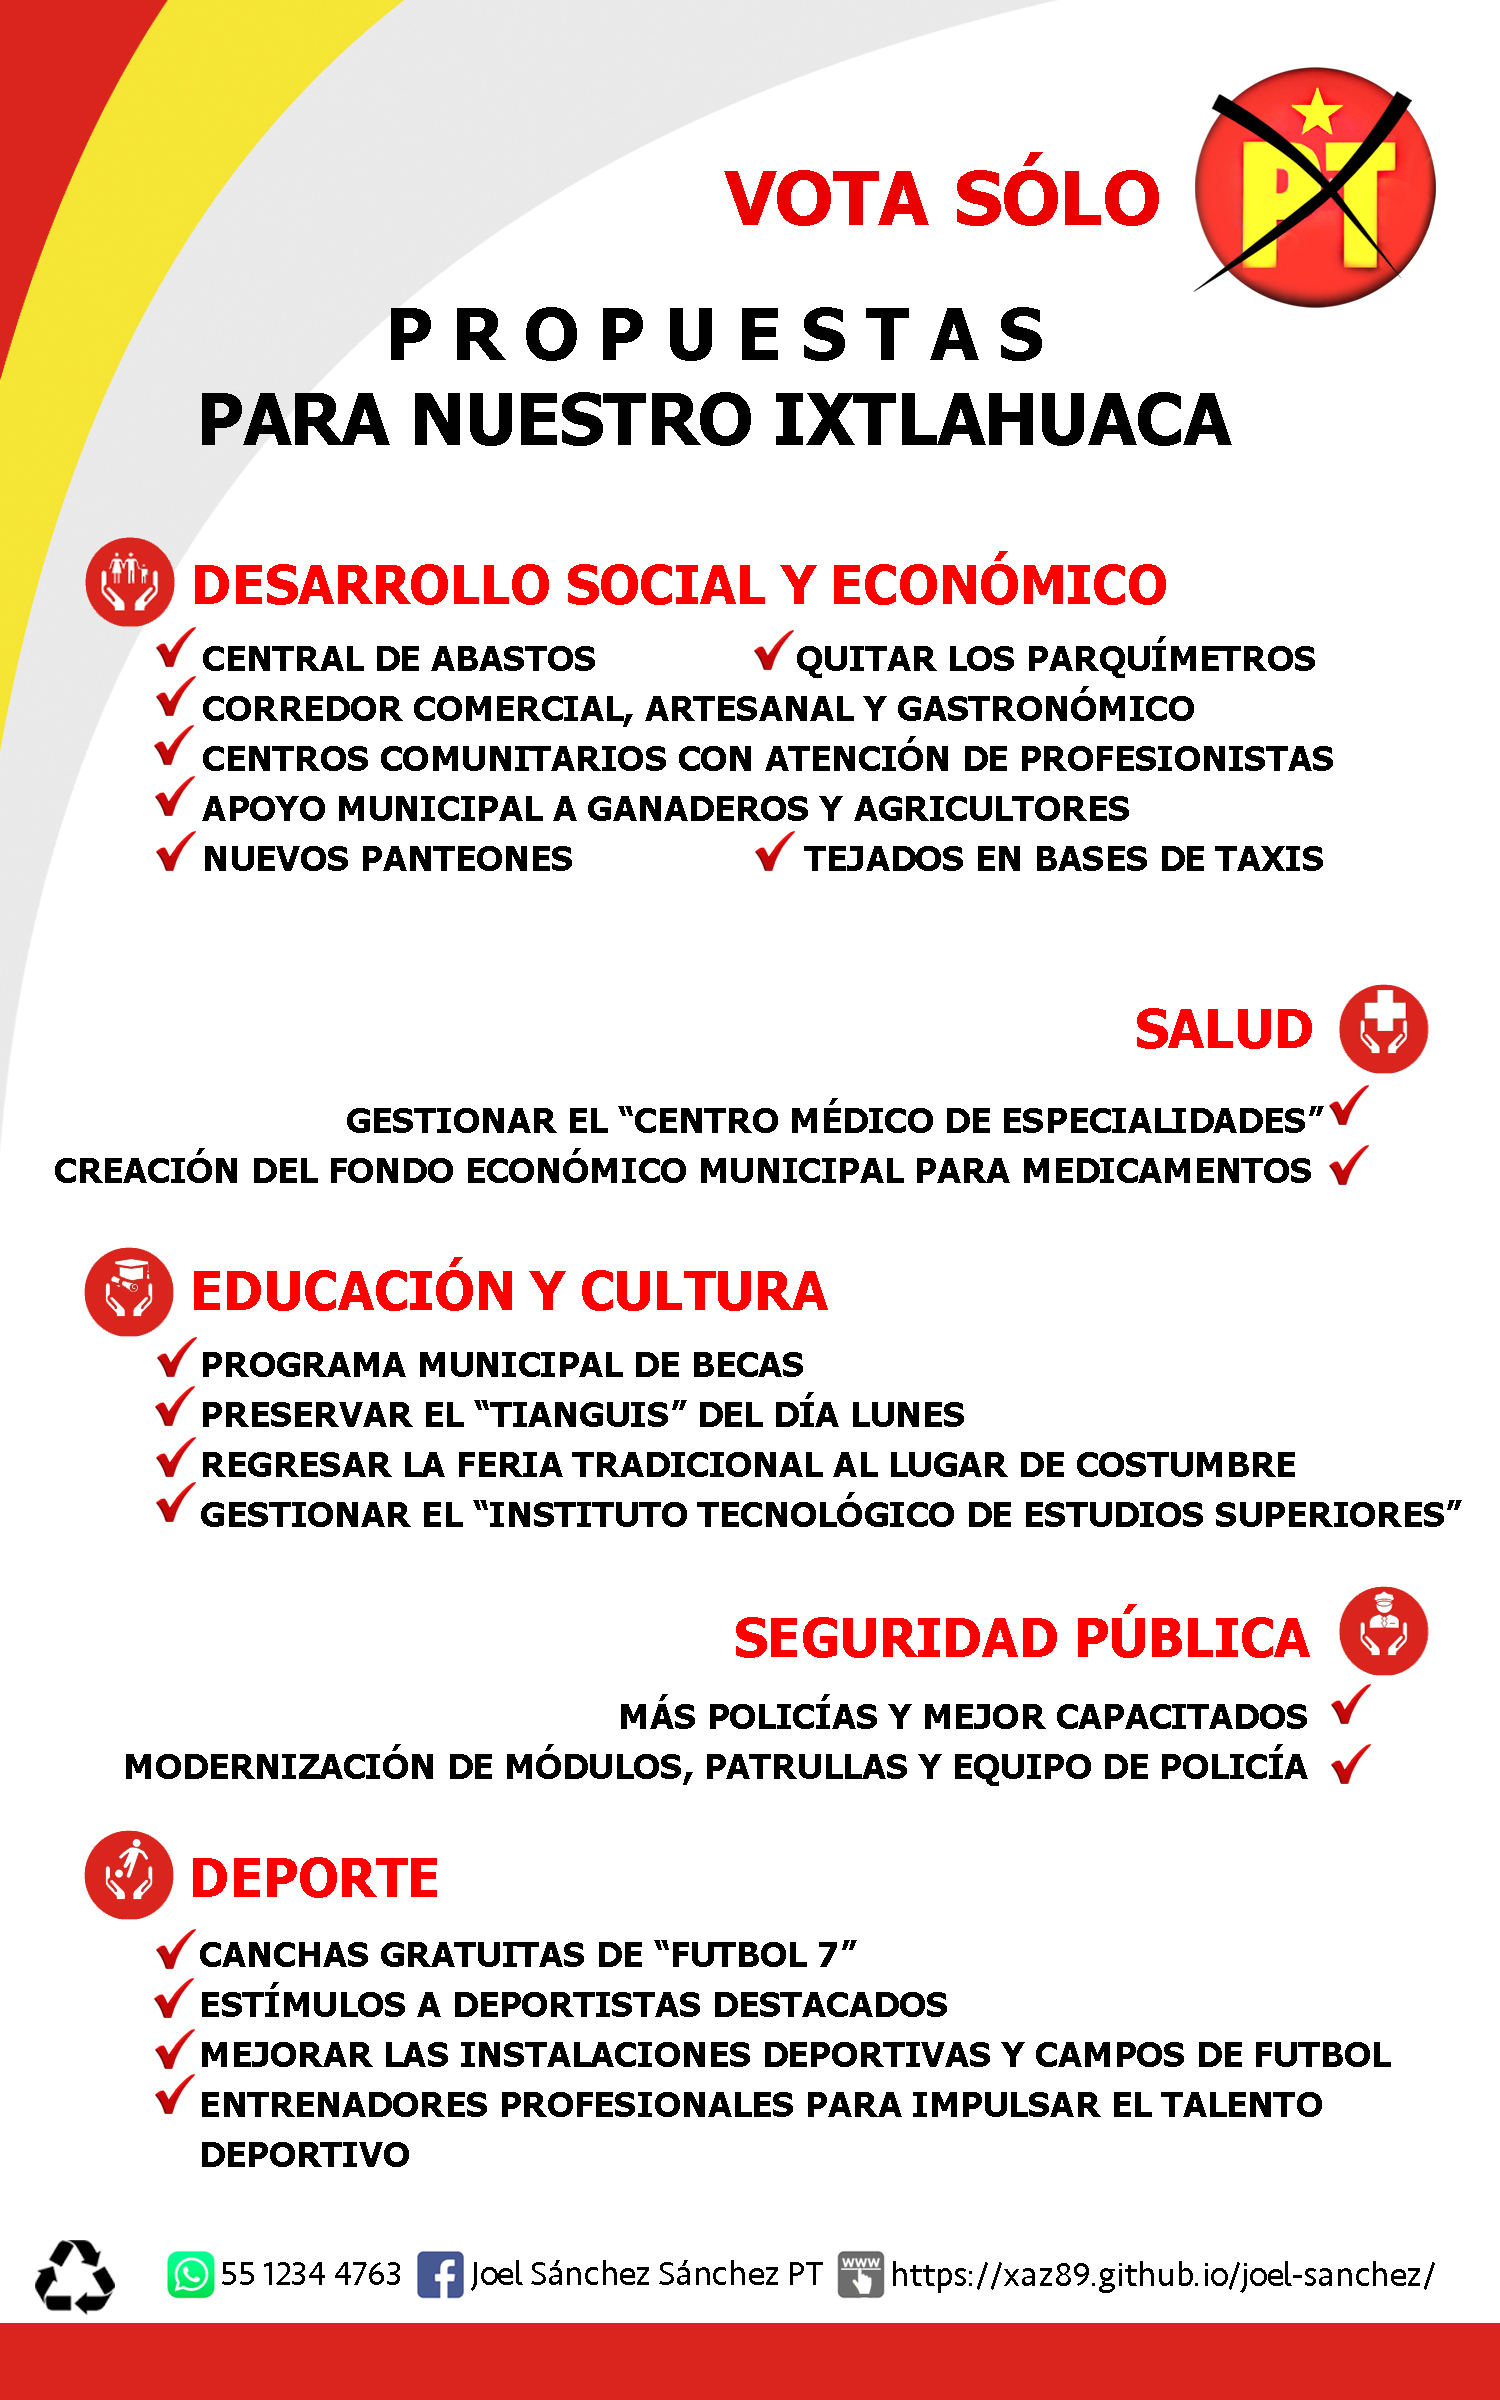 VOTA SÓLO
PT
PROPUESTAS
PARA NUESTRO IXTLAHUACA
DESARROLLO SOCIAL Y ECONÓMICO
CENTRAL DE ABASTOS QUITAR LOS PARQUÍMETROS
CORREDOR COMERCIAL, ARTESANAL Y GASTRONÓMICO
CENTROS COMUNITARIOS CON ATENCIÓN DE PROFESIONISTAS
APOYO MUNICIPAL A GANADEROS Y AGRICULTORES
NUEVOS PANTEONES TEJADOS EN BASES DE TAXIS
SALUD
GESTIONAR EL “CENTRO MÉDICO DE ESPECIALIDADES”
CREACIÓN DEL FONDO ECONÓMICO MUNICIPAL PARA MEDICAMENTOS
EDUCACIÓN Y CULTURA
PROGRAMA MUNICIPAL DE BECAS
PRESERVAR EL “TIANGUIS” DEL DÍA LUNES
REGRESAR LA FERIA TRADICIONAL AL LUGAR DE COSTUMBRE
GESTIONAR EL “INSTITUTO TECNOLÓGICO DE ESTUDIOS SUPERIORES”
SEGURIDAD PÚBLICA
MÁS POLICÍAS Y MEJOR CAPACITADOS
MODERNIZACIÓN DE MÓDULOS, PATRULLAS Y EQUIPO DE POLICÍA
DEPORTE
CANCHAS GRATUITAS DE “FUTBOL 7”
ESTÍMULOS A DEPORTISTAS DESTACADOS
MEJORAR LAS INSTALACIONES DEPORTIVAS Y CAMPOS DE FUTBOL
ENTRENADORES PROFESIONALES PARA IMPULSAR EL TALENTO
DEPORTIVO
55 1234 4763 f Joel Sánchez Sánchez PT www https://xaz89.github.io/joel-sanchez/